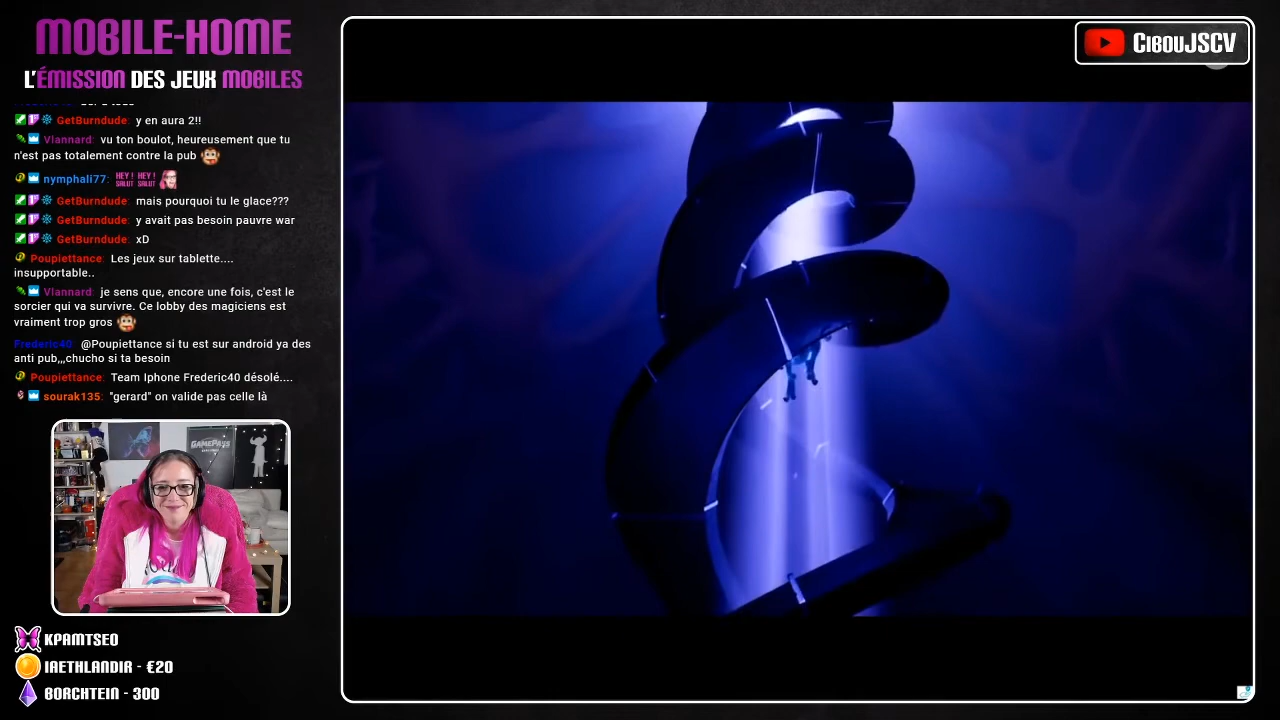 MOBILE-HOME
L'ÉMISSION DES JEUX MOBILES
GetBurndude: y en aura 2!!
Viannard: vu ton boulot, heureusement que tu
n'est pas totalement contre la pub
nymphali77: HEY! HEY!
SALUT SALUT
GetBurndude: mais pourquoi tu le glace???
GetBurndude: y avait pas besoin pauvre war
GetBurndude: xD
Poupiettance: Les jeux sur tablette....
insupportable..
Viannard: je sens que, encore une fois, c'est le
sorcier qui va survivre. Ce lobby des magiciens est
vraiment trop gros
Frederic40: @Poupiettance si tu est sur android ya des
anti pub,,,chucho si ta besoin
Poupiettance: Team Iphone Frederic40 désolé....
sourak135: "gerard" on valide pas celle là
GAMEPASS
KPAMTSEO
IAETHLANDIR - €20
BORCHTEIN - 300
CIBOUJSCV